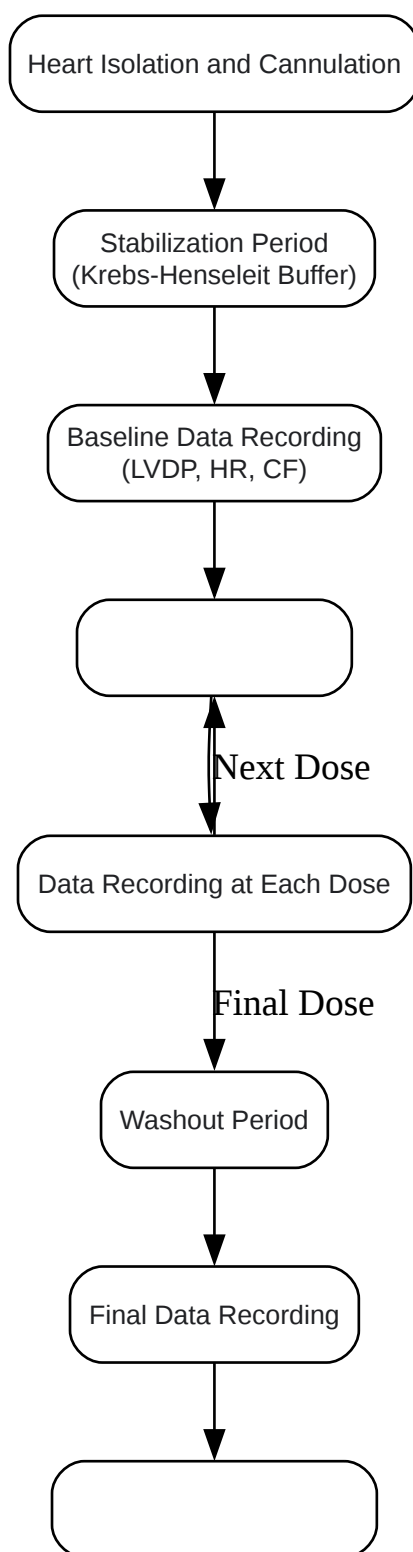 Heart Isolation and Cannulation
Stabilization Period
(Krebs-Henseleit Buffer)
Baseline Data Recording
(LVDP, HR, CF)
Next Dose
Data Recording at Each Dose
Final Dose
Washout Period
Final Data Recording